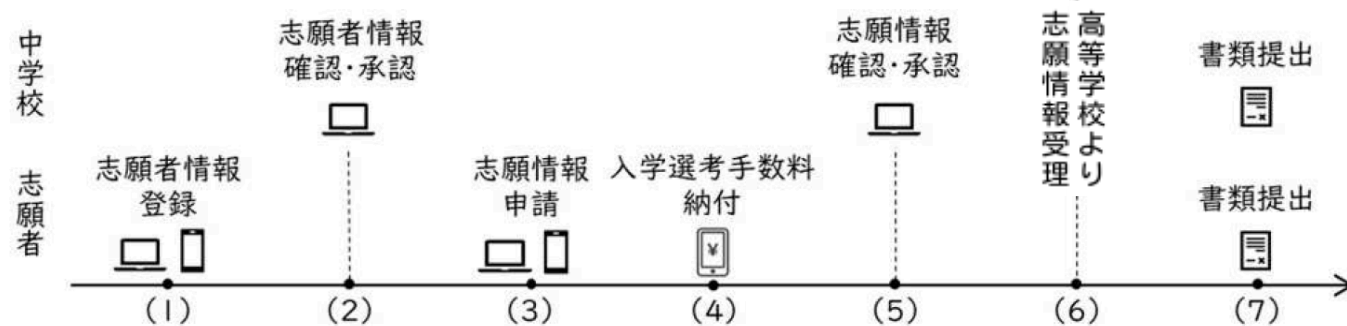 中学校
志願者情報
確認・承認
志願情報
確認・承認
高等学校より
志願情報受理
書類提出
志願者
志願者情報
登録
志願情報
申請
入学選考手数料
納付
¥
書類提出
(1) (2) (3) (4) (5) (6) (7)